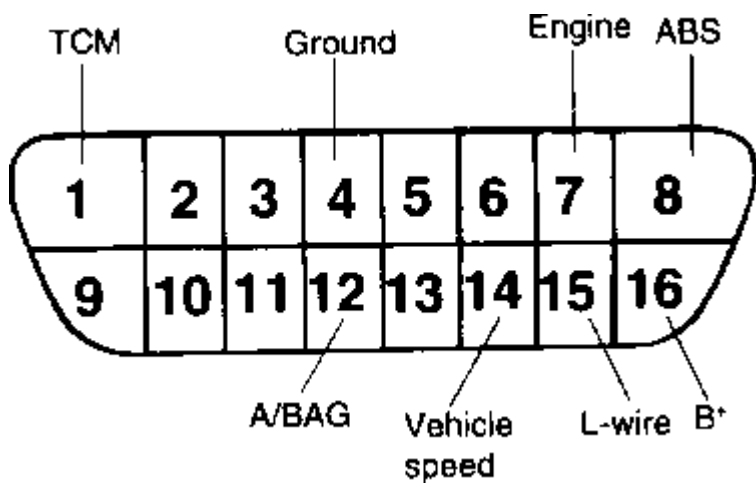 TCM Ground Engine ABS
1 2 3 4 5 6 7 8
9 10 11 12 13 14 15 16
A/BAG Vehicle speed L-wire B+